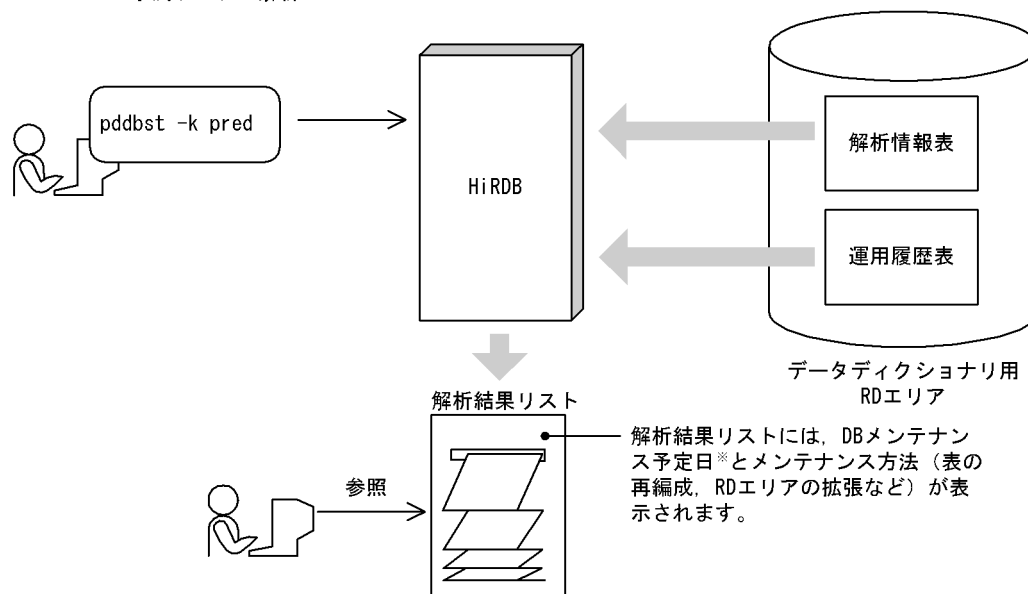 pddbst -k pred
HiRDB
解析情報表
運用履歴表
データディクショナリ用
RDエリア
解析結果リスト
解析結果リストには，DBメンテナン
ス予定日※とメンテナンス方法（表の
再編成，RDエリアの拡張など）が表
示されます。
参照